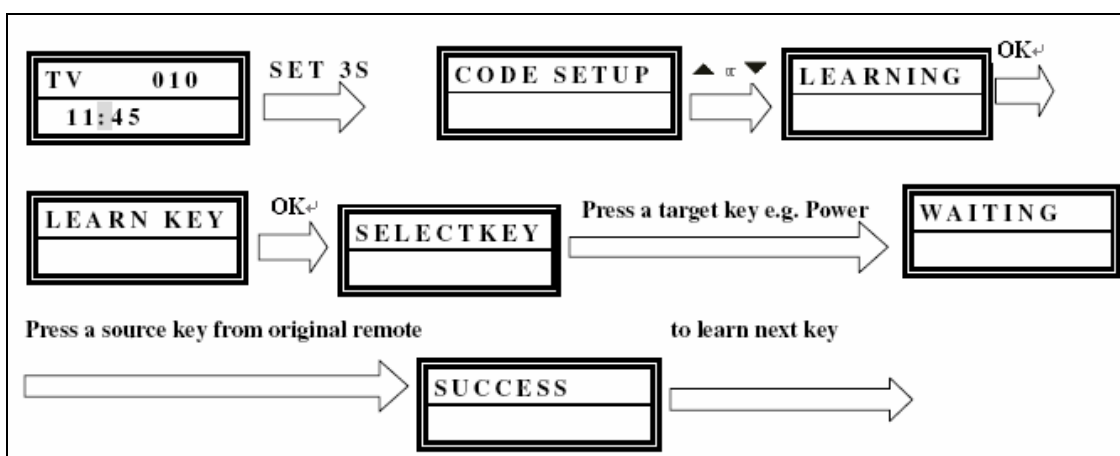 TV 010
11:45
SET 3S
CODE SETUP
▲ or ▼
LEARNING
OK↵
LEARN KEY
OK↵
SELECTKEY
Press a target key e.g. Power
WAITING
Press a source key from original remote
SUCCESS
to learn next key